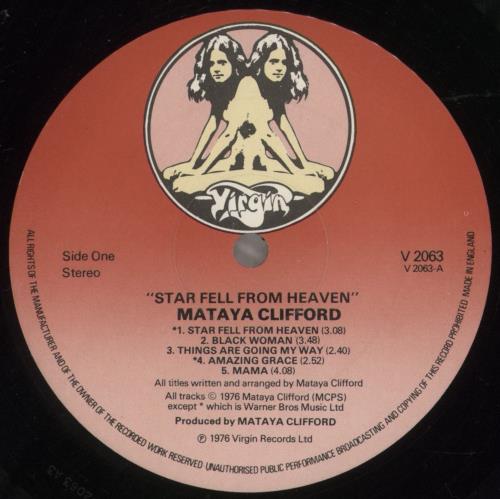 Virgin
Side One
Stereo
V 2063
V 2063-A
"STAR FELL FROM HEAVEN"
MATAYA CLIFFORD
*1. STAR FELL FROM HEAVEN (3.08)
2. BLACK WOMAN (3.48)
3. THINGS ARE GOING MY WAY (2.40)
*4. AMAZING GRACE (2.52)
5. MAMA (4.08)
All titles written and arranged by Mataya Clifford
All tracks © 1976 Mataya Clifford (MCPS)
except * which is Warner Bros Music Ltd
Produced by MATAYA CLIFFORD
℗ 1976 Virgin Records Ltd
ALL RIGHTS OF THE MANUFACTURER AND OF THE OWNER OF THE RECORDED WORK RESERVED UNAUTHORISED PUBLIC PERFORMANCE BROADCASTING AND COPYING OF THIS RECORD PROHIBITED MADE IN ENGLAND